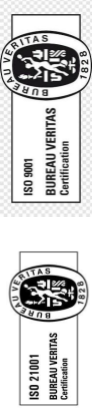 BUREAU VERITAS
1828
ISO 9001
BUREAU VERITAS
Certification
BUREAU VERITAS
1828
ISO 21001
BUREAU VERITAS
Certification